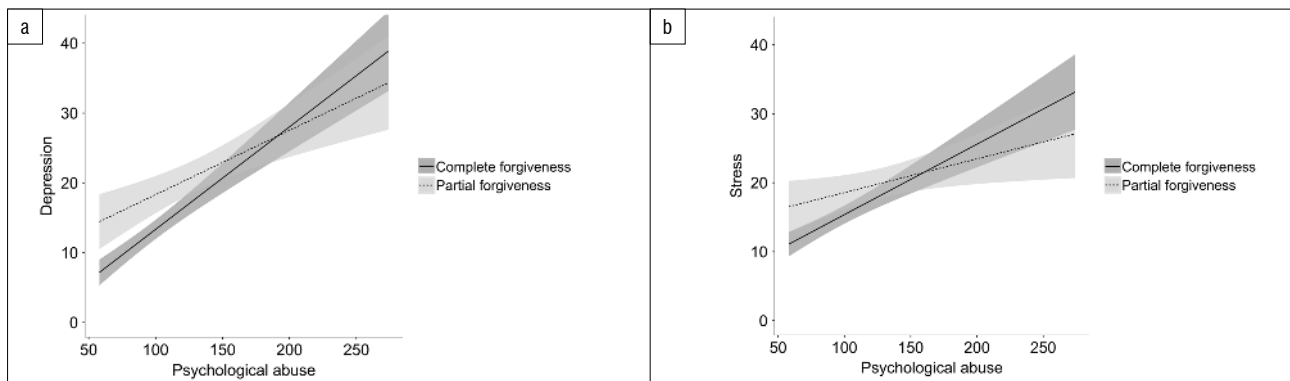 a
40
30
20
10
0
Depression
50 100 150 200 250
Psychological abuse
Complete forgiveness
Partial forgiveness
b
40
30
20
10
0
Stress
50 100 150 200 250
Psychological abuse
Complete forgiveness
Partial forgiveness